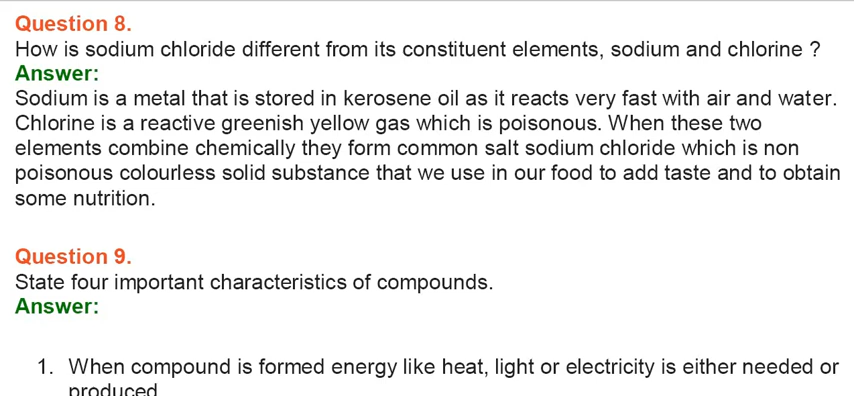 Question 8.
How is sodium chloride different from its constituent elements, sodium and chlorine ?
Answer:
Sodium is a metal that is stored in kerosene oil as it reacts very fast with air and water.
Chlorine is a reactive greenish yellow gas which is poisonous. When these two
elements combine chemically they form common salt sodium chloride which is non
poisonous colourless solid substance that we use in our food to add taste and to obtain
some nutrition.
Question 9.
State four important characteristics of compounds.
Answer:
1. When compound is formed energy like heat, light or electricity is either needed or
produced